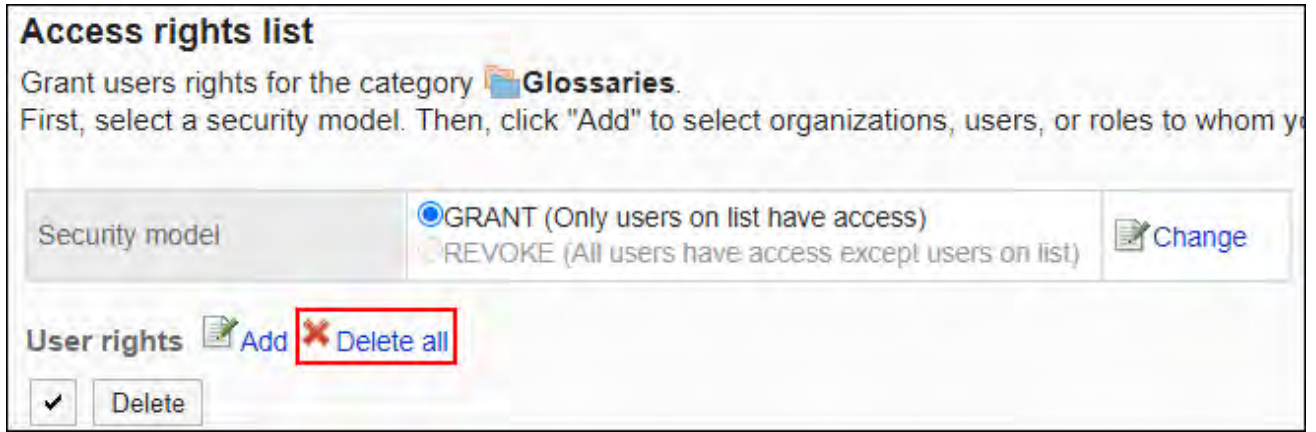 Access rights list
Grant users rights for the category Glossaries.
First, select a security model. Then, click "Add" to select organizations, users, or roles to whom
Security model
GRANT (Only users on list have access)
REVOKE (All users have access except users on list)
Change
User rights Add Delete all
Delete